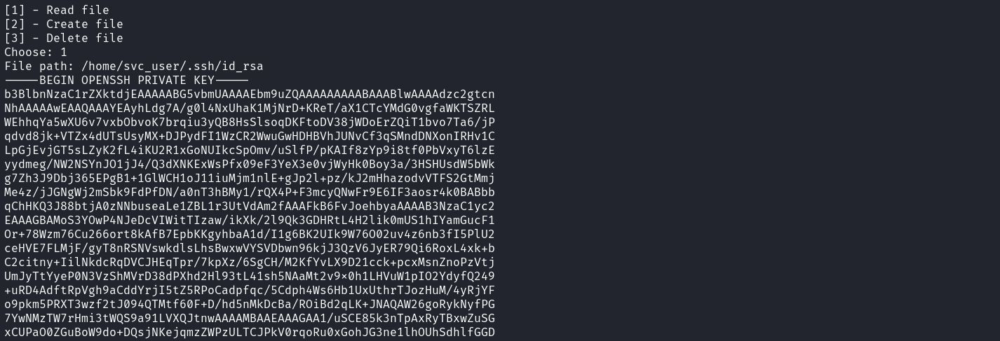 [1] - Read file
[2] - Create file
[3] - Delete file
Choose: 1
File path: /home/svc_user/.ssh/id_rsa
-----BEGIN OPENSSH PRIVATE KEY-----
b3BlbnNzaC1rZXktdjEAAAAABG5vbmUAAAAEbm9uZQAAAAAAAAABAAABlwAAAAdzc2gtcn
NhAAAAAwEAAQAAAYEAyhLdg7A/g0l4NxUhaK1MjNrD+KReT/aX1CTcYMdG0vgfaWKTSZRL
WEhhqYa5wXU6v7vxbObvoK7brqiu3yQB8HsSlsoqDKFtoDV38jWDoErZQiT1bvo7Ta6/jP
qdvd8jk+VTZx4dUTsUsyMX+DJPydFI1WzCR2WwuGwHDHBVhJUNvCf3qSMndDNXonIRHv1C
LpGjEvjGT5sLZyK2fL4iKU2R1xGoNUIkcSpOmv/uSlfP/pKAIf8zYp9i8tf0PbVxyT6lzE
yydmeg/NW2NSYnJO1jJ4/Q3dXNKExWsPfx09eF3YeX3e0vjWyHk0Boy3a/3HSHUsdW5bWk
g7Zh3J9Dbj365EPgB1+1GlWCH1oJ11iuMjm1nlE+gJp2l+pz/kJ2mHhazodvVTFS2GtMmj
Me4z/jJGNgWj2mSbk9FdPfDN/a0nT3hBMy1/rQX4P+F3mcyQNwFr9E6IF3aosr4k0BABbb
qChHKQ3J88btjA0zNNbuseaLe1ZBL1r3UtVdAm2fAAAFkB6FvJoehbyaAAAAB3NzaC1yc2
EAAAGBAMoS3YOwP4NJeDcVIWitTIzaw/ikXk/2l9Qk3GDHRtL4H2lik0mUS1hIYamGucF1
Or+78Wzm76Cu266ort8kAfB7EpbKKgyhbaA1d/I1g6BK2UIk9W76O02uv4z6nb3fI5PlU2
ceHVE7FLMjF/gyT8nRSNVswkdlsLhsBwxwVYSVDbwn96kjJ3QzV6JyER79Qi6RoxL4xk+b
C2citny+IilNkdcRqDVCJHEqTpr/7kpXz/6SgCH/M2KfYvLX9D21cck+pcxMsnZnoPzVtj
UmJyTtYyeP0N3VzShMVrD38dPXhd2Hl93tL41sh5NAaMt2v9×0h1LHVuW1pIO2YdyfQ249
+uRD4AdftRpVgh9aCddYrjI5tZ5RPoCadpfqc/5Cdph4Ws6Hb1UxUthrTJozHuM/4yRjYF
o9pkm5PRXT3wzf2tJ094QTMtf60F+D/hd5nMkDcBa/ROiBd2qLK+JNAQAW26goRykNyfPG
7YwNMzTW7rHmi3tWQS9a91LVXQJtnwAAAAMBAAEAAAGAA1/uSCE85k3nTpAxRyTBxwZuSG
xCUPaO0ZGuBoW9do+DQsjNKejqmzZWPzULTCJPkV0rqoRu0xGohJG3ne1lhOUhSdhlfGGD